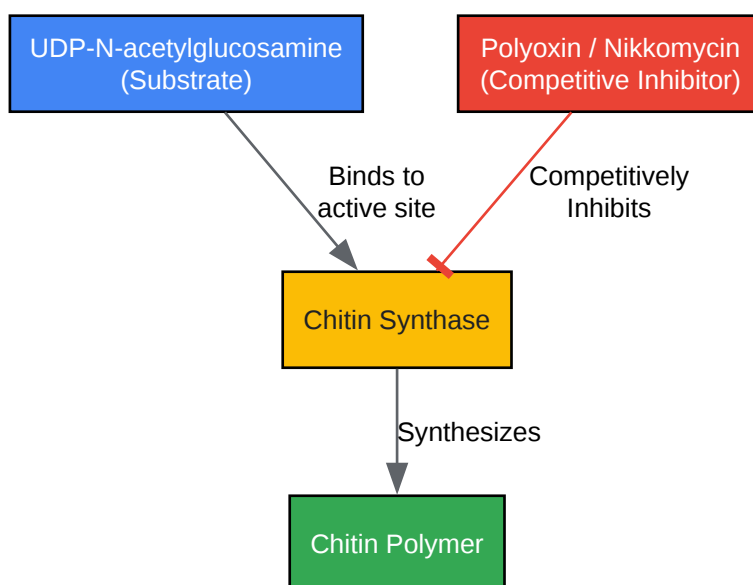 UDP-N-acetylglucosamine
(Substrate)
Polyoxin / Nikkomycin
(Competitive Inhibitor)
Binds to
active site
Competitively
Inhibits
Chitin Synthase
Synthesizes
Chitin Polymer